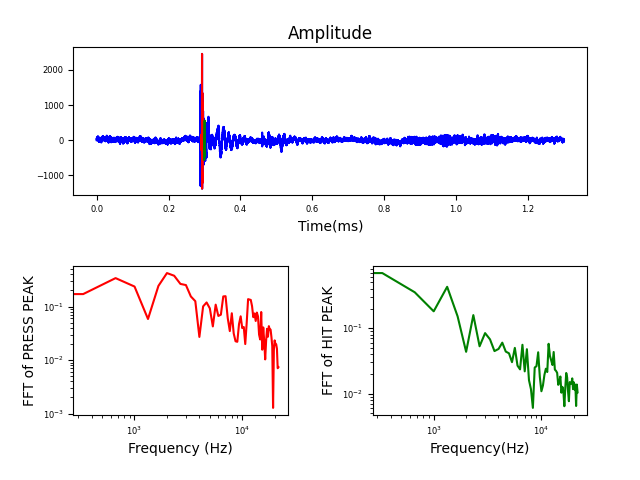 Amplitude
2000
1000
0
−1000
0.0 0.2 0.4 0.6 0.8 1.0 1.2
Time(ms)
FFT of PRESS PEAK
10⁻¹
10⁻²
10⁻³
10³ 10⁴
Frequency (Hz)
FFT of HIT PEAK
10⁻¹
10⁻²
10³ 10⁴
Frequency(Hz)